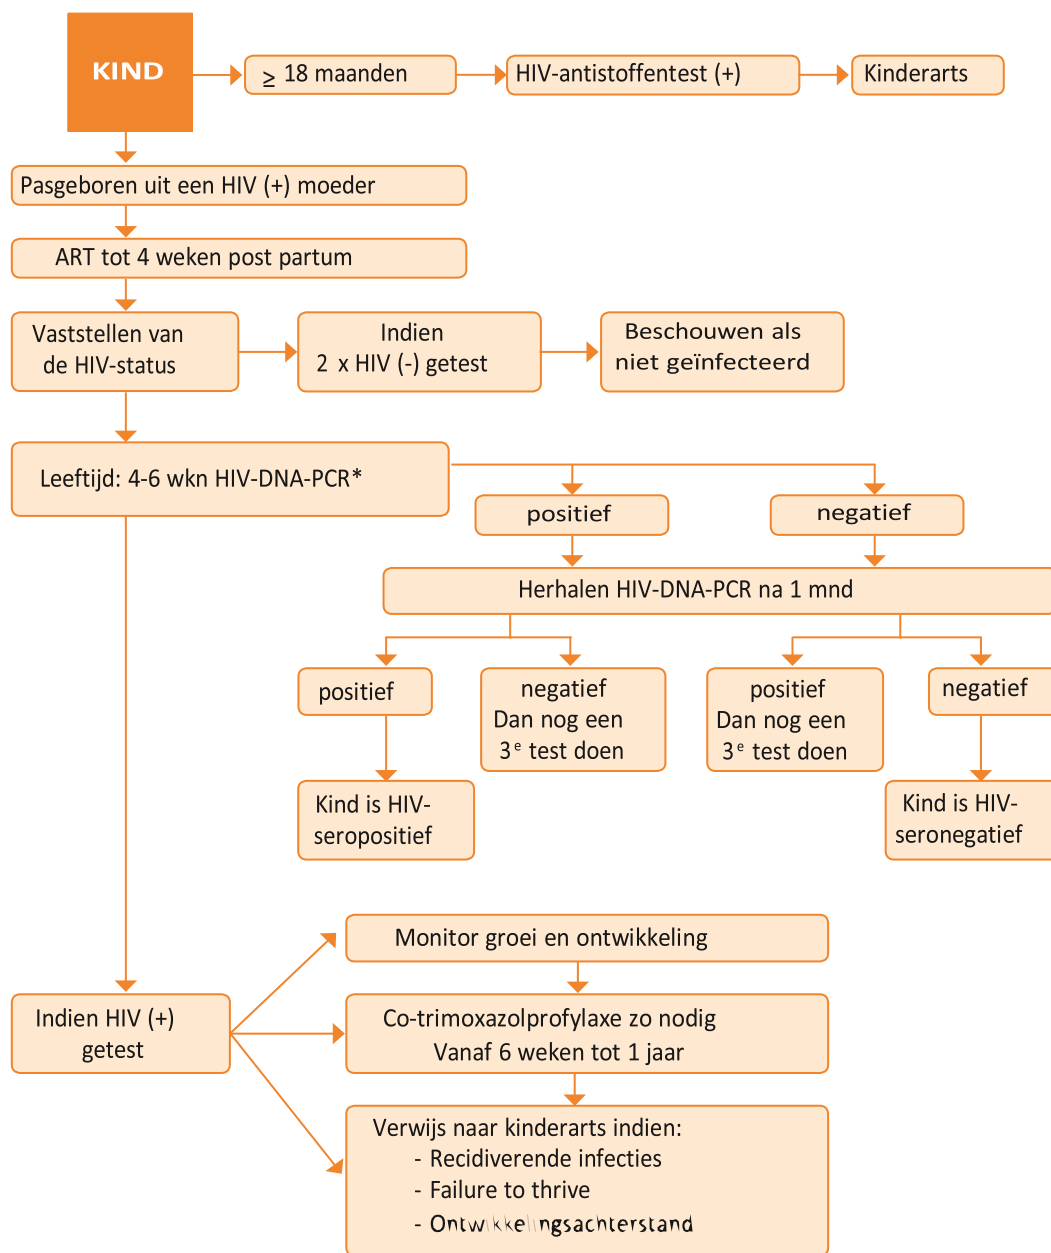 KIND
≥ 18 maanden
HIV-antistoffentest (+)
Kinderarts
Pasgeboren uit een HIV (+) moeder
ART tot 4 weken post partum
Vaststellen van
de HIV-status
Indien
2 x HIV (-) getest
Beschouwen als
niet geïnfecteerd
Leeftijd: 4-6 wkn HIV-DNA-PCR*
positief
negatief
Herhalen HIV-DNA-PCR na 1 mnd
positief
negatief
Dan nog een
3ᵉ test doen
positief
Dan nog een
3ᵉ test doen
negatief
Kind is HIV-
seropositief
Kind is HIV-
seronegatief
Monitor groei en ontwikkeling
Indien HIV (+)
getest
Co-trimoxazolprofylaxe zo nodig
Vanaf 6 weken tot 1 jaar
Verwijs naar kinderarts indien:
- Recidiverende infecties
- Failure to thrive
- Ontwikkelingsachterstand